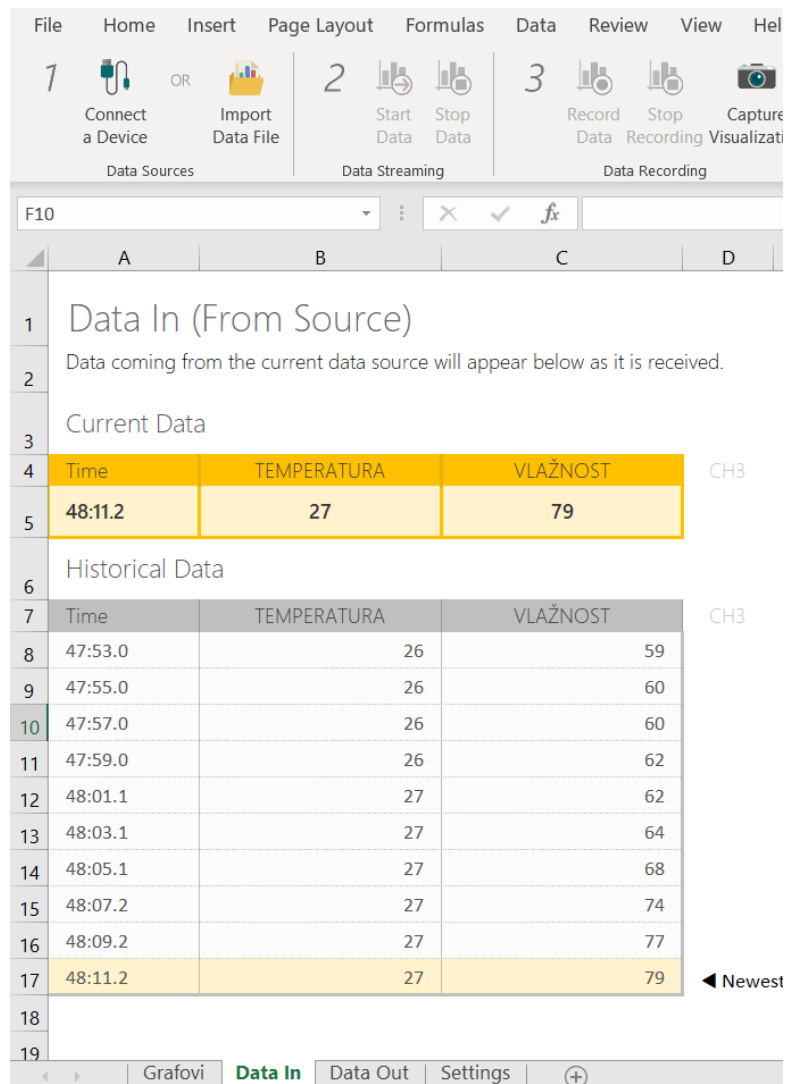 File Home Insert Page Layout Formulas Data Review View Hel
1 OR 2 3
Connect a Device
Import Data File
Start Data
Stop Data
Record Data
Stop Recording
Capture Visualizati
Data Sources Data Streaming Data Recording
F10 fx
A B C D
1 Data In (From Source)
2 Data coming from the current data source will appear below as it is received.
3 Current Data
4 Time TEMPERATURA VLAŽNOST CH3
5 48:11.2 27 79
6 Historical Data
7 Time TEMPERATURA VLAŽNOST CH3
8 47:53.0 26 59
9 47:55.0 26 60
10 47:57.0 26 60
11 47:59.0 26 62
12 48:01.1 27 62
13 48:03.1 27 64
14 48:05.1 27 68
15 48:07.2 27 74
16 48:09.2 27 77
17 48:11.2 27 79 ◀ Newest
18
19
Grafovi Data In Data Out Settings